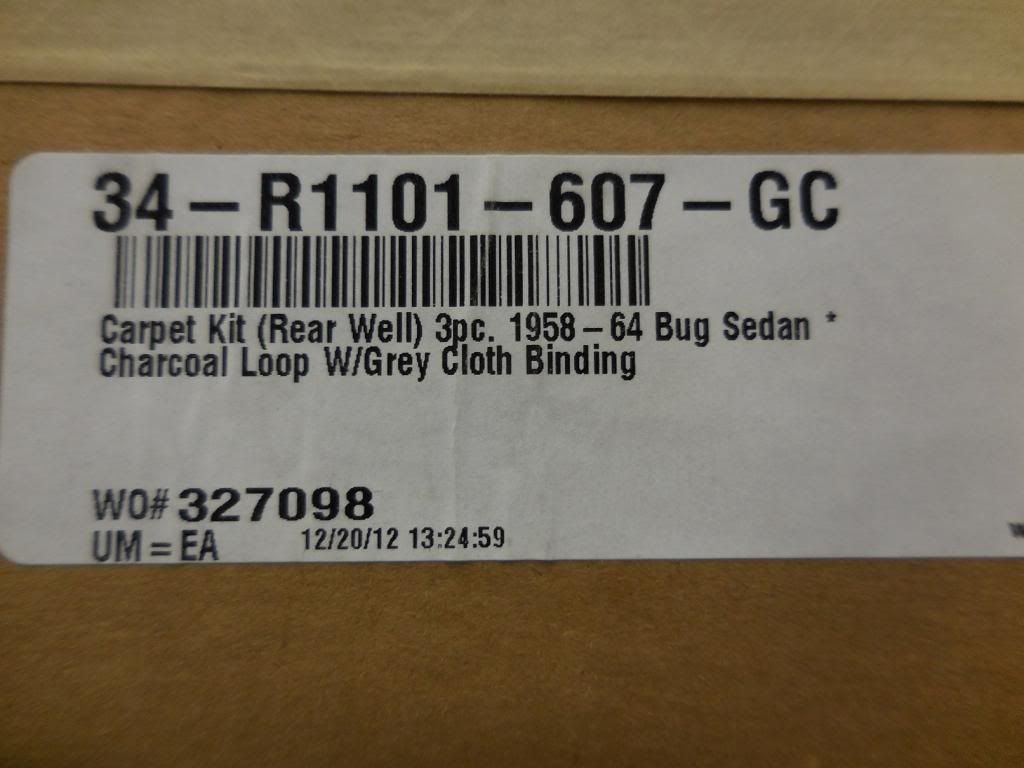 34-R1101-607-GC
Carpet Kit (Rear Well) 3pc. 1958-64 Bug Sedan *
Charcoal Loop W/Grey Cloth Binding
WO# 327098
UM=EA 12/20/12 13:24:59